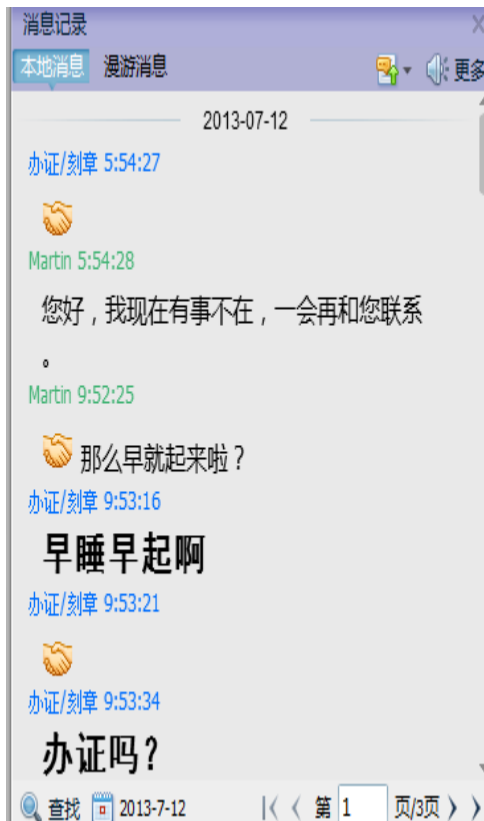 消息记录
本地消息 漫游消息 更多
2013-07-12
办证/刻章 5:54:27
Martin 5:54:28
您好，我现在有事不在，一会再和您联系
。
Martin 9:52:25
那么早就起来啦？
办证/刻章 9:53:16
早睡早起啊
办证/刻章 9:53:21
办证/刻章 9:53:34
办证吗？
查找 2013-7-12 第 1 页/3页